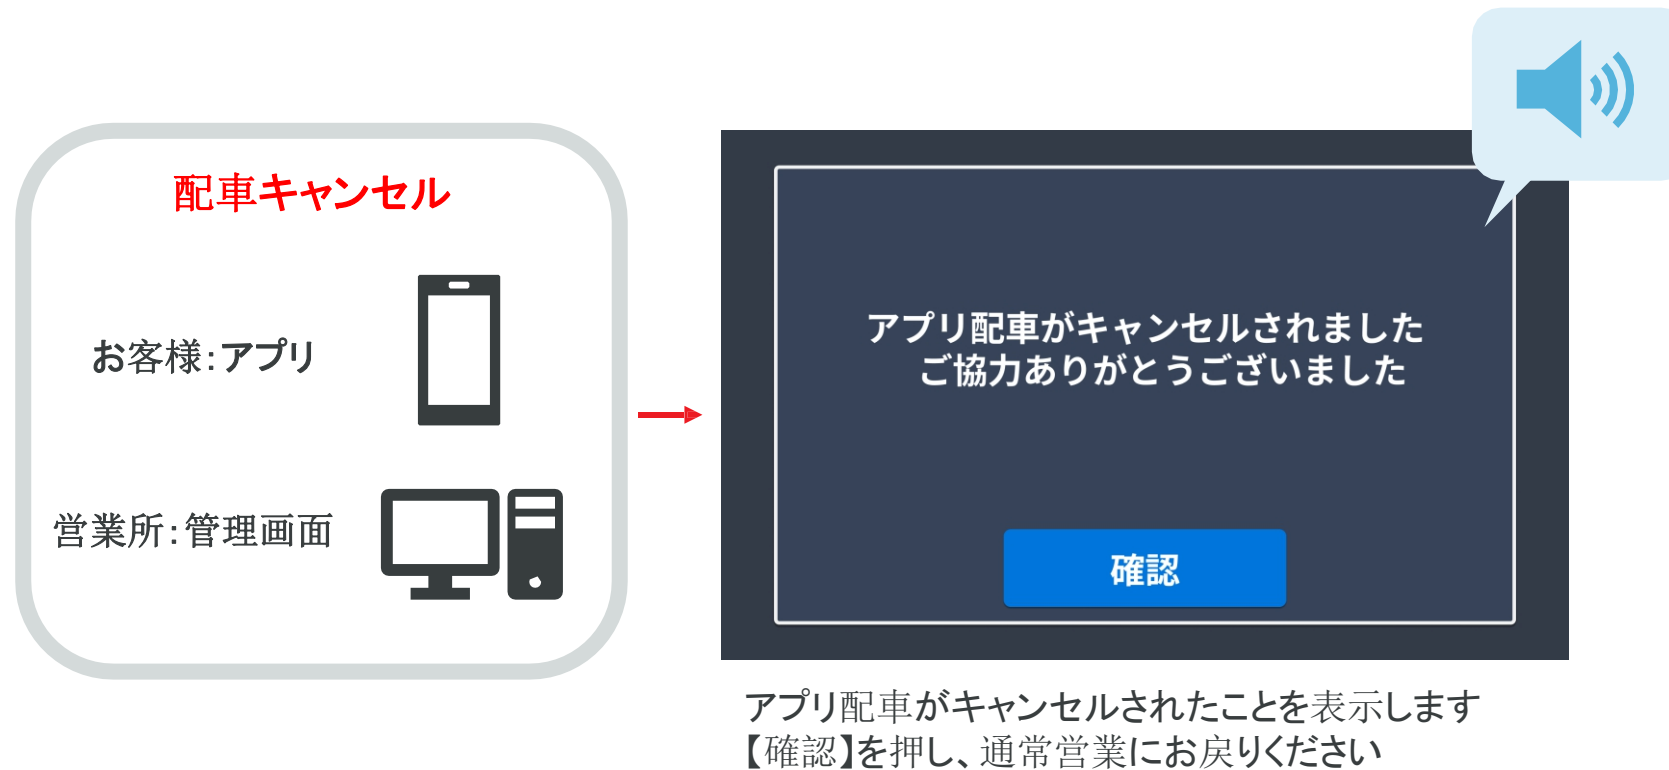 配車キャンセル
お客様：アプリ
営業所：管理画面
アプリ配車がキャンセルされました
ご協力ありがとうございました
確認
アプリ配車がキャンセルされたことを表示します
【確認】を押し、通常営業にお戻りください